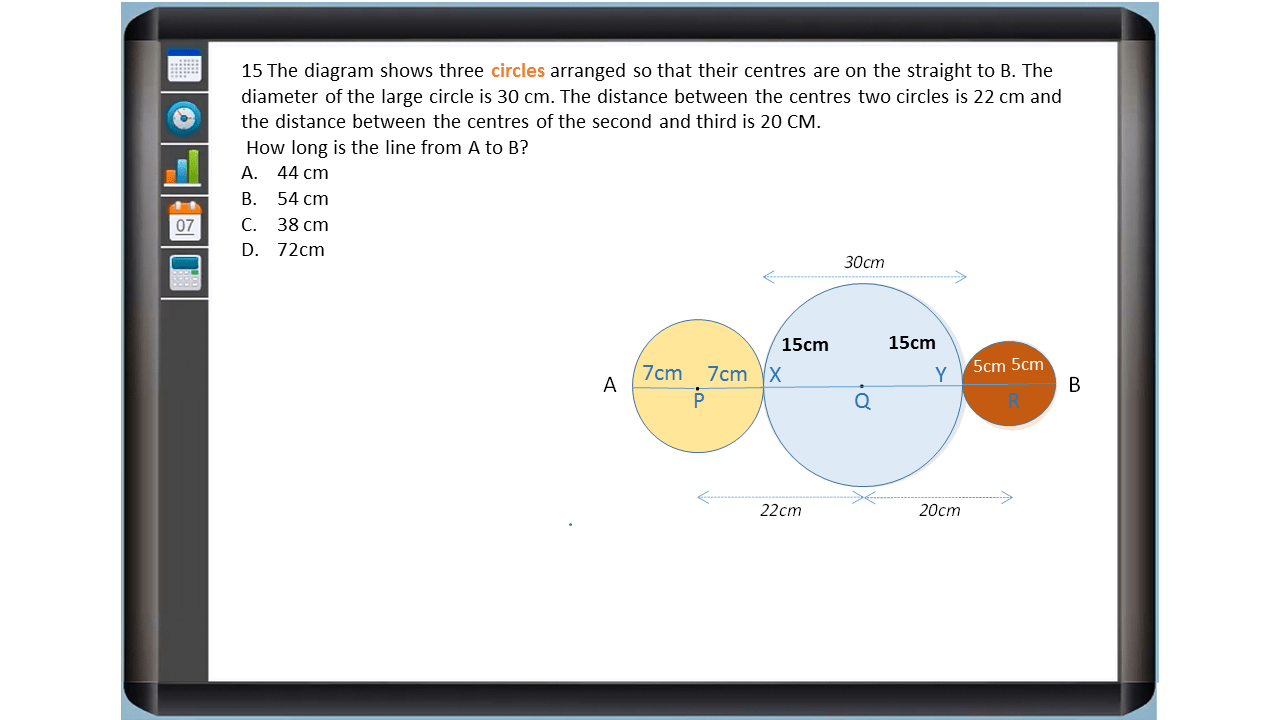 15 The diagram shows three circles arranged so that their centres are on the straight to B. The
diameter of the large circle is 30 cm. The distance between the centres two circles is 22 cm and
the distance between the centres of the second and third is 20 CM.
How long is the line from A to B?
A. 44 cm
B. 54 cm
C. 38 cm
D. 72cm
07
30cm
15cm 15cm
7cm 7cm X Y 5cm 5cm
A B
P Q R
22cm 20cm